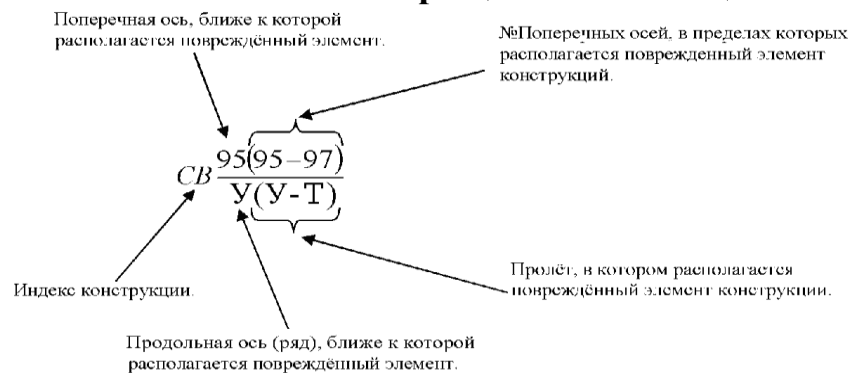 Поперечная ось, ближе к которой
располагается повреждённый элемент.
№Поперечных осей, в пределах которых
располагается поврежденный элемент
конструкций.
СВ 95(95–97)
У(У-Т)
Индекс конструкции.
Пролёт, в котором располагается
повреждённый элемент конструкции.
Продольная ось (ряд), ближе к которой
располагается повреждённый элемент.